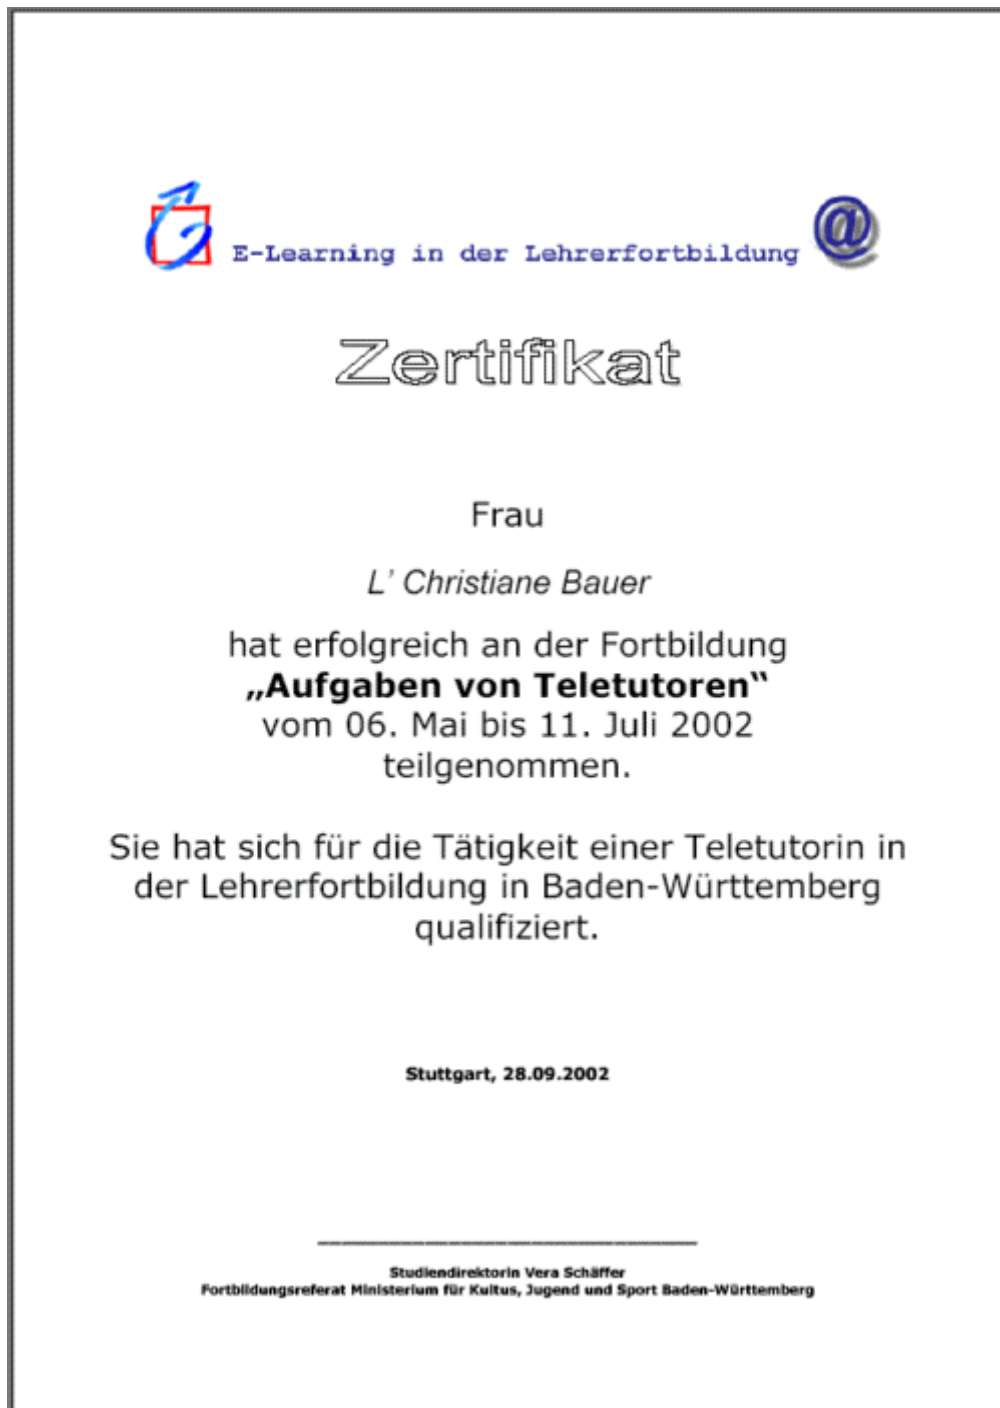 E-Learning in der Lehrerfortbildung @
Zertifikat
Frau
L' Christiane Bauer
hat erfolgreich an der Fortbildung
„Aufgaben von Teletutoren“
vom 06. Mai bis 11. Juli 2002
teilgenommen.
Sie hat sich für die Tätigkeit einer Teletutorin in
der Lehrerfortbildung in Baden-Württemberg
qualifiziert.
Stuttgart, 28.09.2002
Studiendirektorin Vera Schäffer
Fortbildungsreferat Ministerium für Kultus, Jugend und Sport Baden-Württemberg